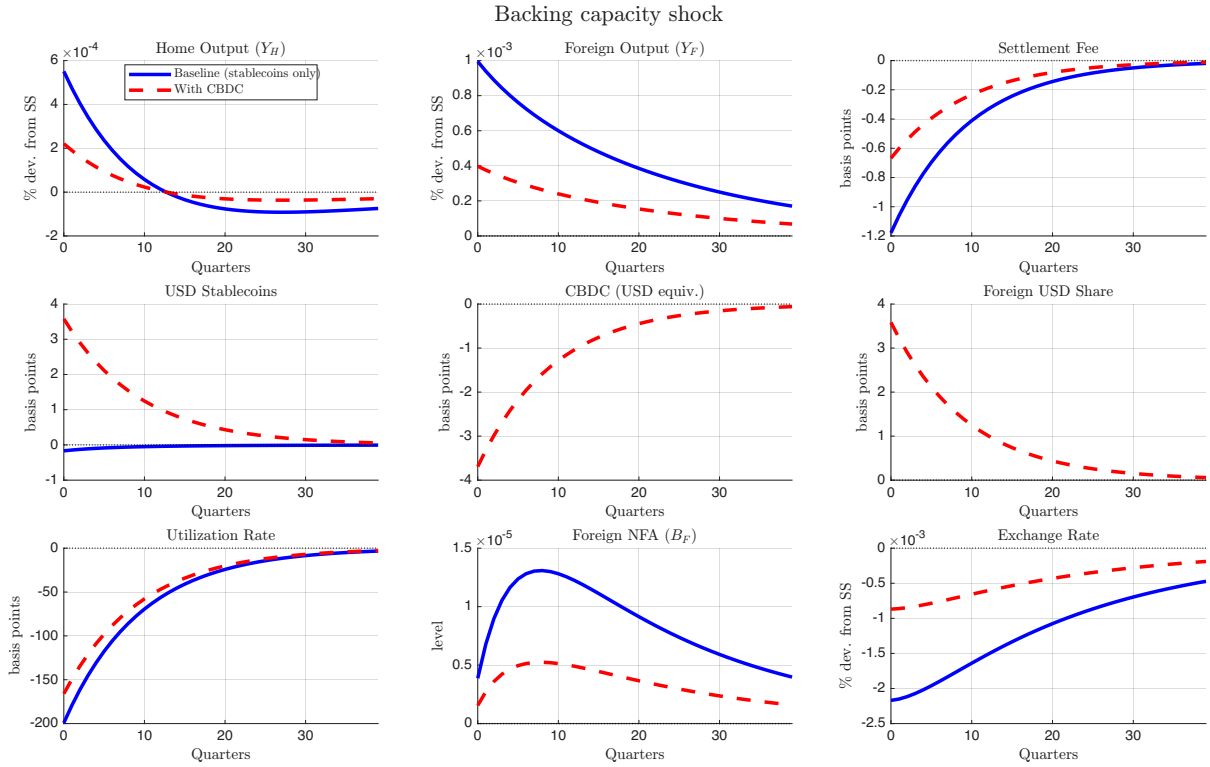 Backing capacity shock
Home Output (Y_H)
×10^-4
6
4
2
0
-2
% dev. from SS
Baseline (stablecoins only)
With CBDC
0 10 20 30
Quarters
Foreign Output (Y_F)
×10^-3
1
0.8
0.6
0.4
0.2
0
% dev. from SS
0 10 20 30
Quarters
Settlement Fee
0
-0.2
-0.4
-0.6
-0.8
-1
-1.2
basis points
0 10 20 30
Quarters
USD Stablecoins
4
3
2
1
0
-1
basis points
0 10 20 30
Quarters
CBDC (USD equiv.)
0
-1
-2
-3
-4
basis points
0 10 20 30
Quarters
Foreign USD Share
4
3
2
1
0
basis points
0 10 20 30
Quarters
Utilization Rate
0
-50
-100
-150
-200
basis points
0 10 20 30
Quarters
Foreign NFA (B_F)
×10^-5
1.5
1
0.5
0
level
0 10 20 30
Quarters
Exchange Rate
×10^-3
0
-0.5
-1
-1.5
-2
-2.5
% dev. from SS
0 10 20 30
Quarters